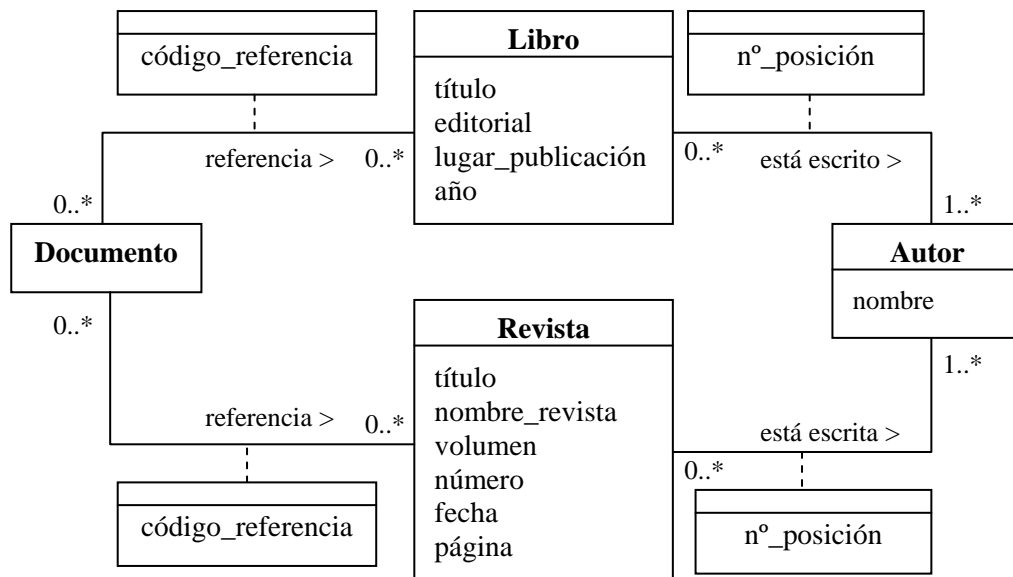 código_referencia
Libro
título
editorial
lugar_publicación
año
nº_posición
referencia >
0..*
0..*
está escrito >
0..*
1..*
Documento
Autor
nombre
0..*
Revista
título
nombre_revista
volumen
número
fecha
página
1..*
referencia >
0..*
está escrita >
0..*
código_referencia
nº_posición